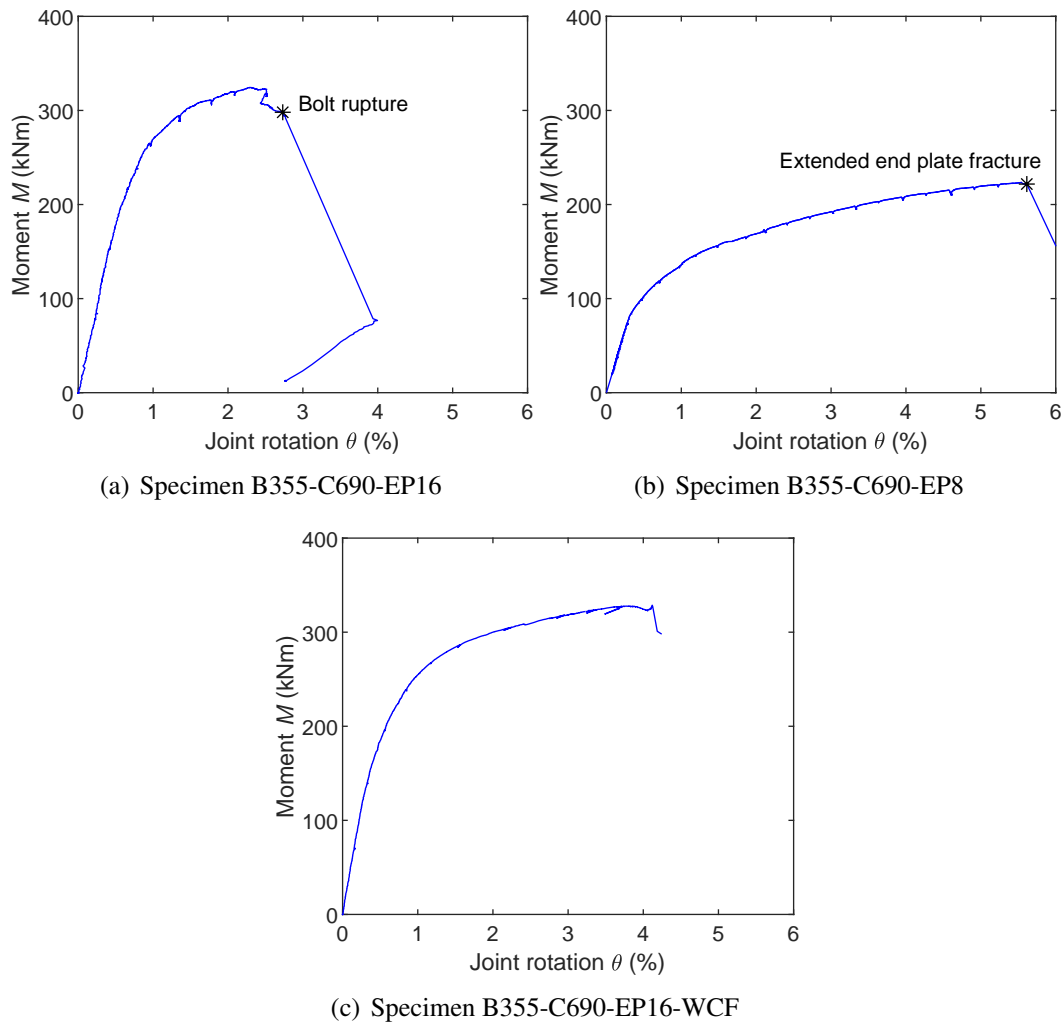 400
300
200
100
0
Moment M (kNm)
Bolt rupture
0 1 2 3 4 5 6
Joint rotation θ (%)
(a) Specimen B355-C690-EP16
400
300
200
100
0
Moment M (kNm)
Extended end plate fracture
0 1 2 3 4 5 6
Joint rotation θ (%)
(b) Specimen B355-C690-EP8
400
300
200
100
0
Moment M (kNm)
0 1 2 3 4 5 6
Joint rotation θ (%)
(c) Specimen B355-C690-EP16-WCF